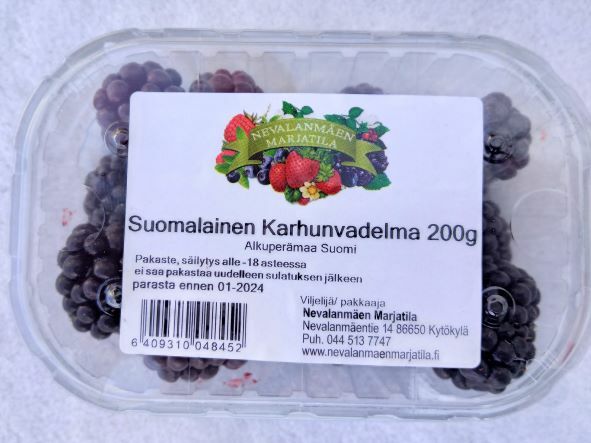 NEVALANMÄEN
MARJATILA
Suomalainen Karhunvadelma 200g
Alkuperämaa Suomi
Pakaste, säilytys alle -18 asteessa
ei saa pakastaa uudelleen sulatuksen jälkeen
parasta ennen 01-2024
6 409310 048452
Viljelijä/ pakkaaja
Nevalanmäen Marjatila
Nevalanmäentie 14 86650 Kytökylä
Puh. 044 513 7747
www.nevalanmaenmarjatila.fi